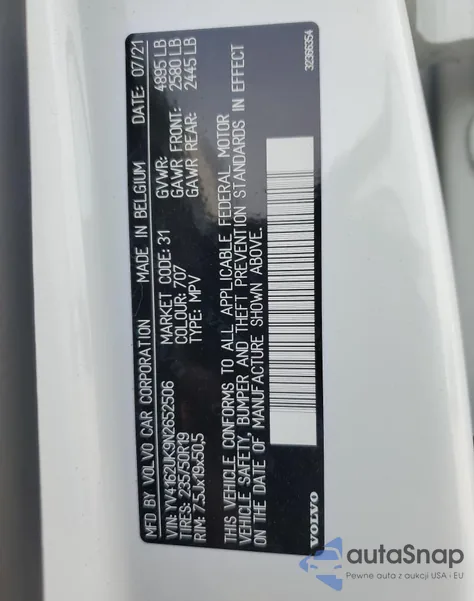 MFD BY VOLVO CAR CORPORATION MADE IN BELGIUM DATE: 07/21
VIN: YV4162UK9N2652506
TIRES: 235/50R19
RIM: 7.5Jx19x50,5
MARKET CODE: 31
COLOUR: 707
TYPE: MPV
GVWR: 4895 LB
GAWR FRONT: 2580 LB
GAWR REAR: 2445 LB
THIS VEHICLE CONFORMS TO ALL APPLICABLE FEDERAL MOTOR
VEHICLE SAFETY, BUMPER AND THEFT PREVENTION STANDARDS IN EFFECT
ON THE DATE OF MANUFACTURE SHOWN ABOVE.
VOLVO
32366354
autoSnap
Pewne auta z aukcji USA - EU